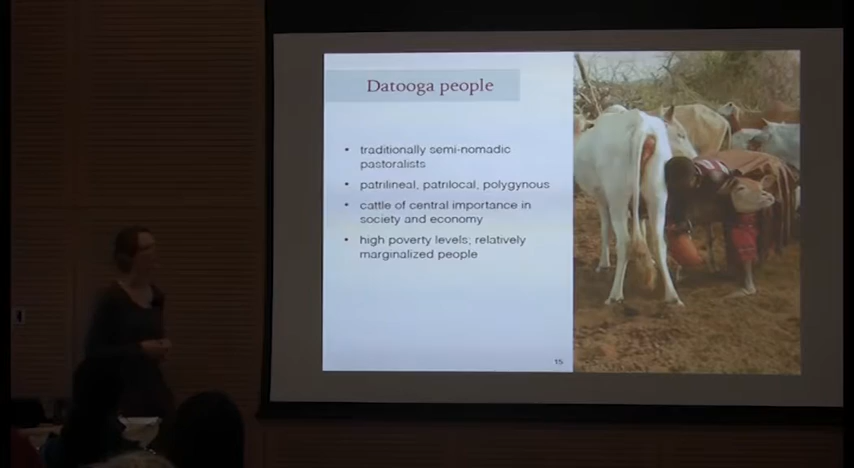 Datooga people
• traditionally semi-nomadic
pastoralists
• patrilineal, patrilocal, polygynous
• cattle of central importance in
society and economy
• high poverty levels; relatively
marginalized people
15